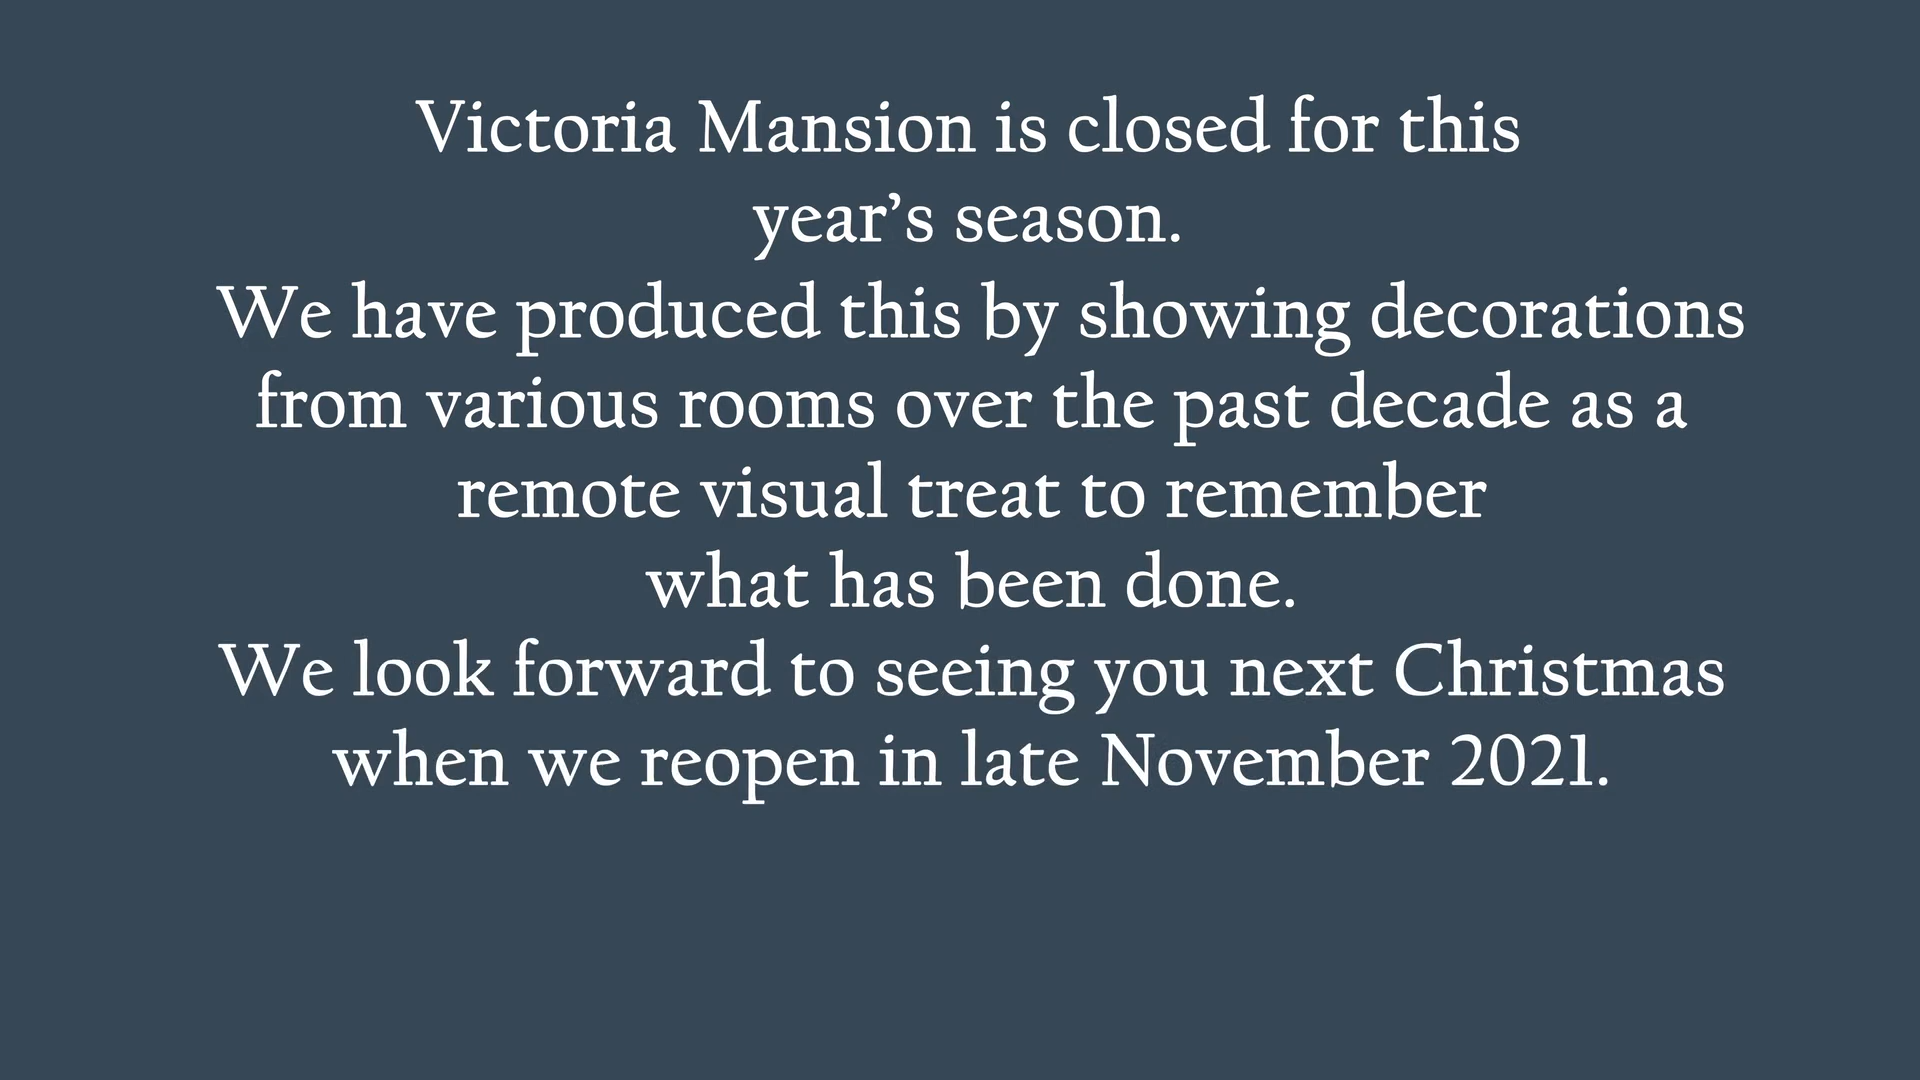 Victoria Mansion is closed for this
year’s season.
We have produced this by showing decorations
from various rooms over the past decade as a
remote visual treat to remember
what has been done.
We look forward to seeing you next Christmas
when we reopen in late November 2021.